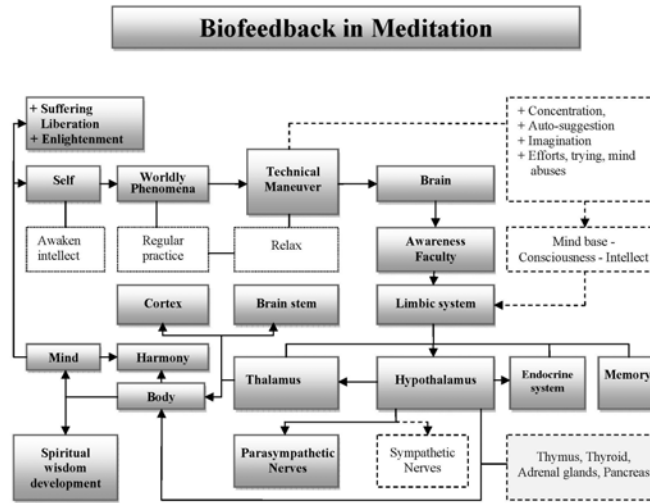 Biofeedback in Meditation
+ Suffering
Liberation
+ Enlightenment
+ Concentration,
+ Auto-suggestion
+ Imagination
+ Efforts, trying, mind
abuses
Self
Worldly
Phenomena
Technical
Maneuver
Brain
Awaken
intellect
Regular
practice
Relax
Awareness
Faculty
Mind base -
Consciousness - Intellect
Cortex
Brain stem
Limbic system
Mind
Harmony
Thalamus
Hypothalamus
Endocrine
system
Memory
Body
Spiritual
wisdom
development
Parasympathetic
Nerves
Sympathetic
Nerves
Thymus, Thyroid,
Adrenal glands, Pancreas